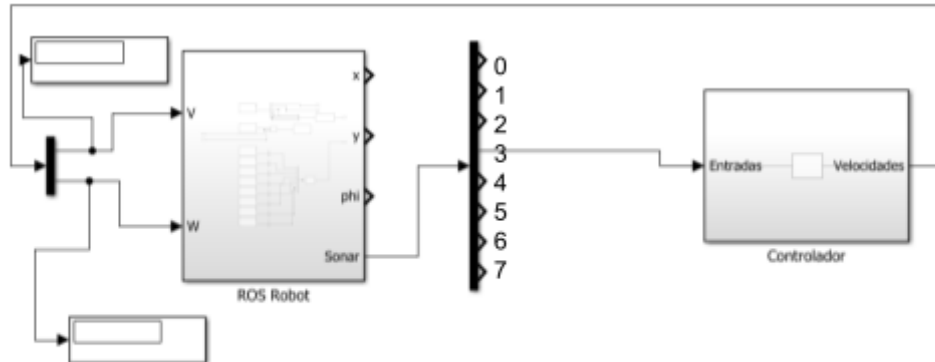 x
V
y
phi
W
Sonar
ROS Robot
0
1
2
3
4
5
6
7
Entradas
Velocidades
Controlador